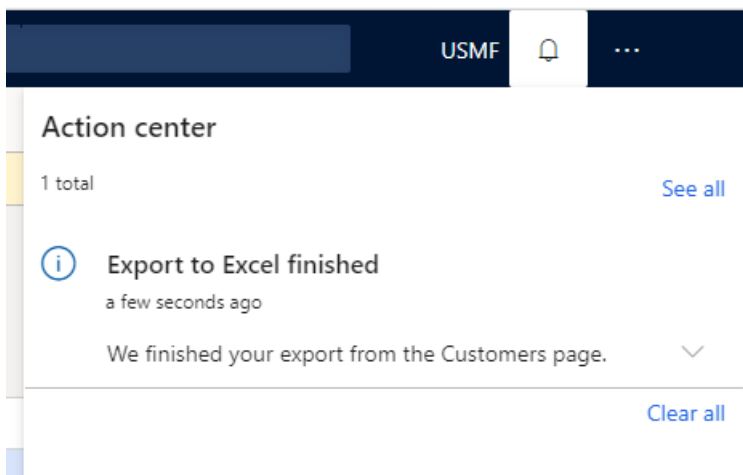 USMF
...
Action center
1 total
See all
Export to Excel finished
a few seconds ago
We finished your export from the Customers page.
Clear all